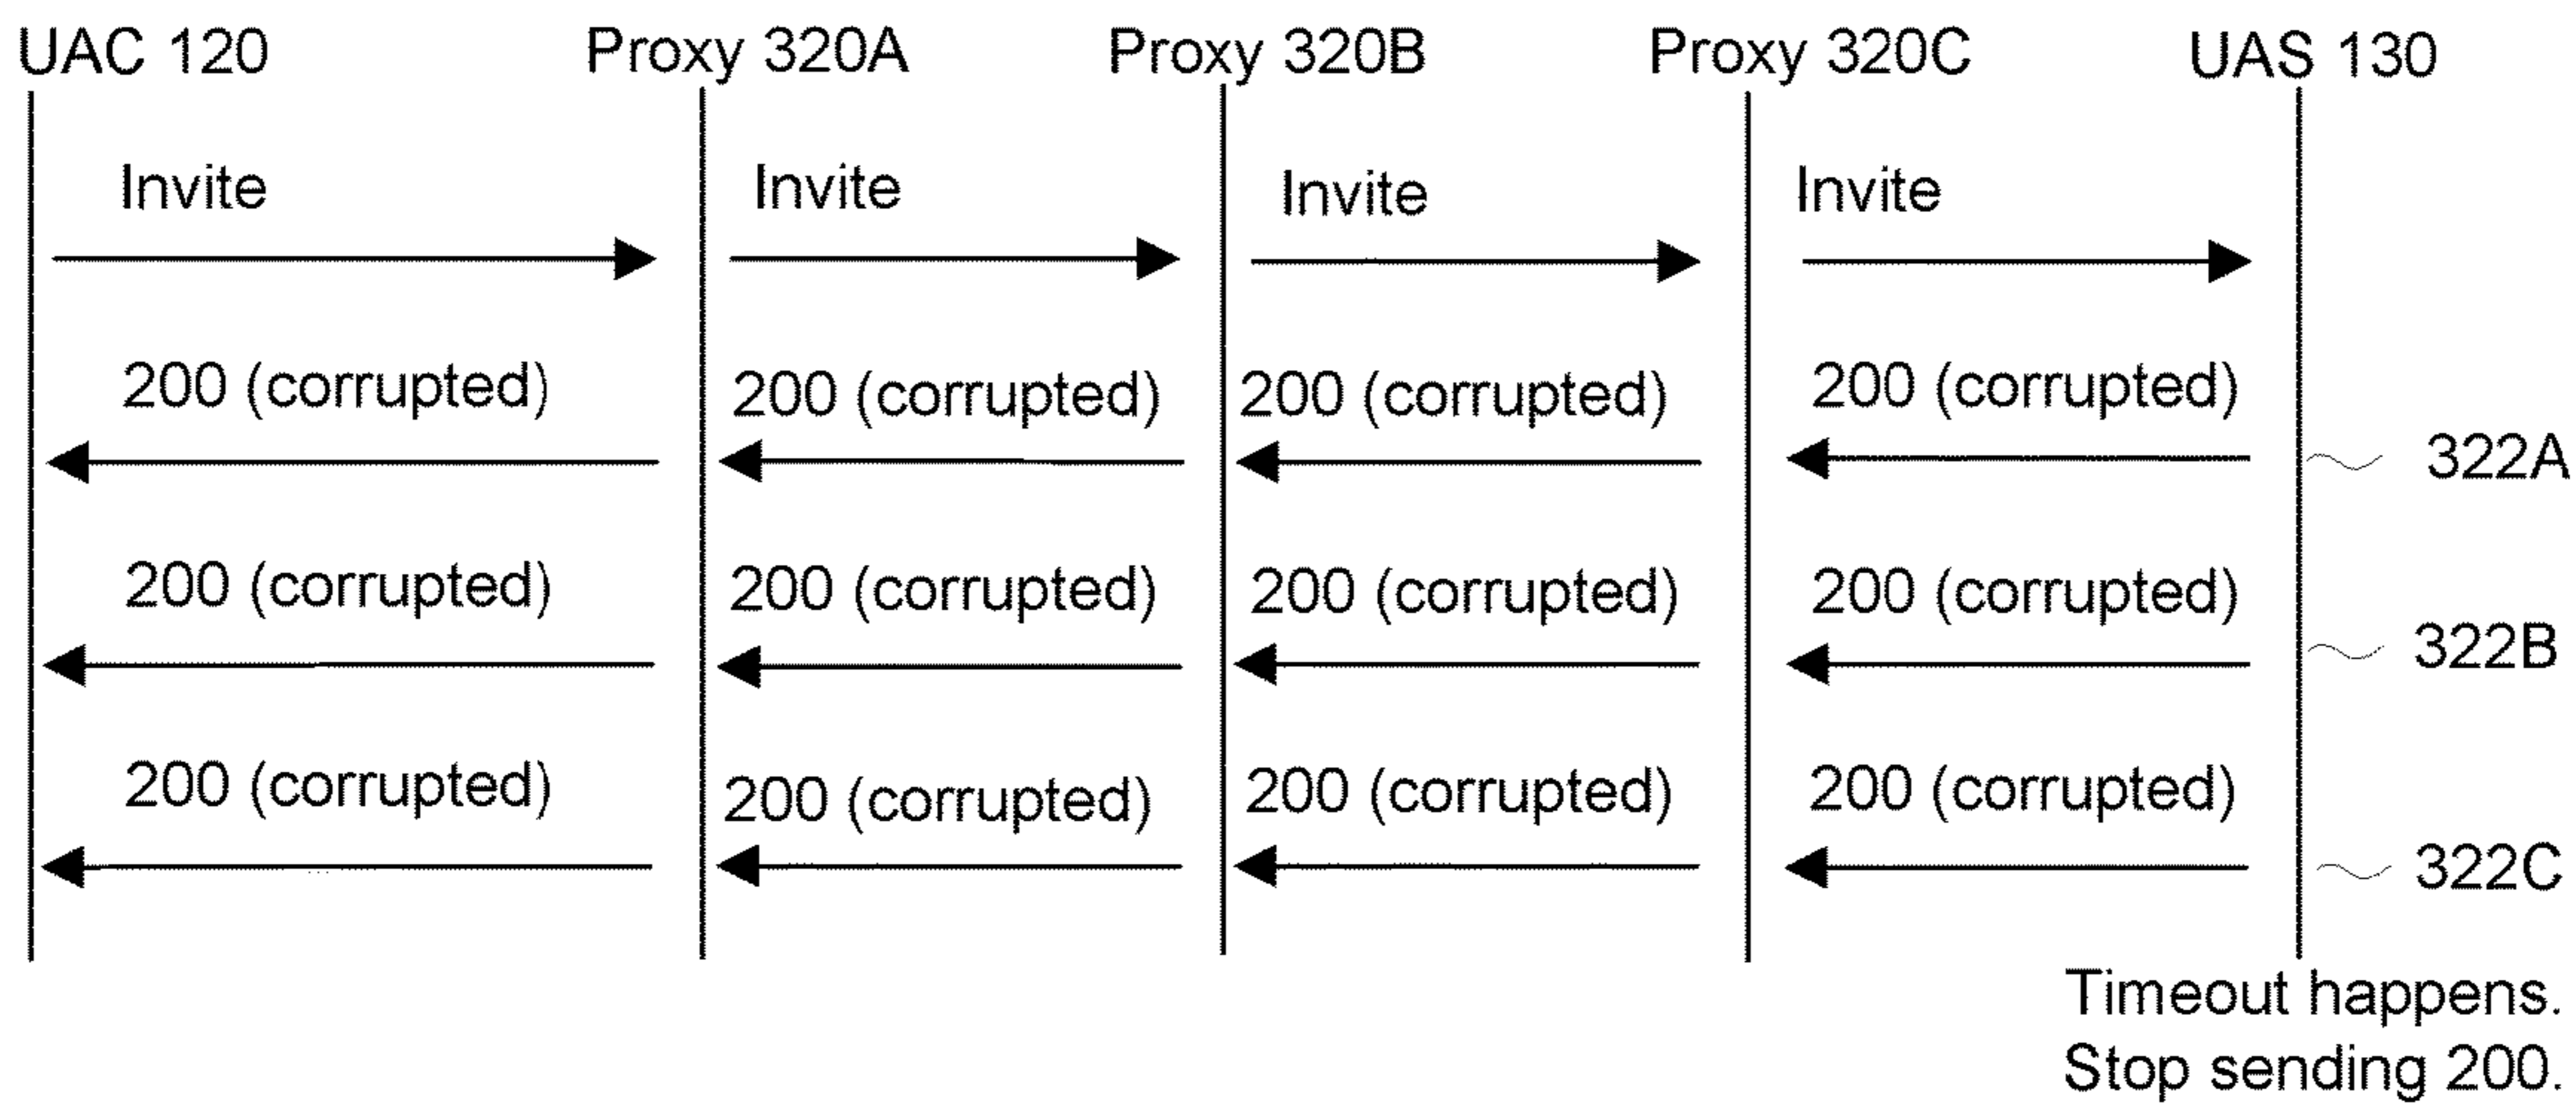 UAC 120 Proxy 320A Proxy 320B Proxy 320C UAS 130
Invite Invite Invite Invite
200 (corrupted) 200 (corrupted) 200 (corrupted) 200 (corrupted)
322A
200 (corrupted) 200 (corrupted) 200 (corrupted) 200 (corrupted)
322B
200 (corrupted) 200 (corrupted) 200 (corrupted) 200 (corrupted)
322C
Timeout happens.
Stop sending 200.